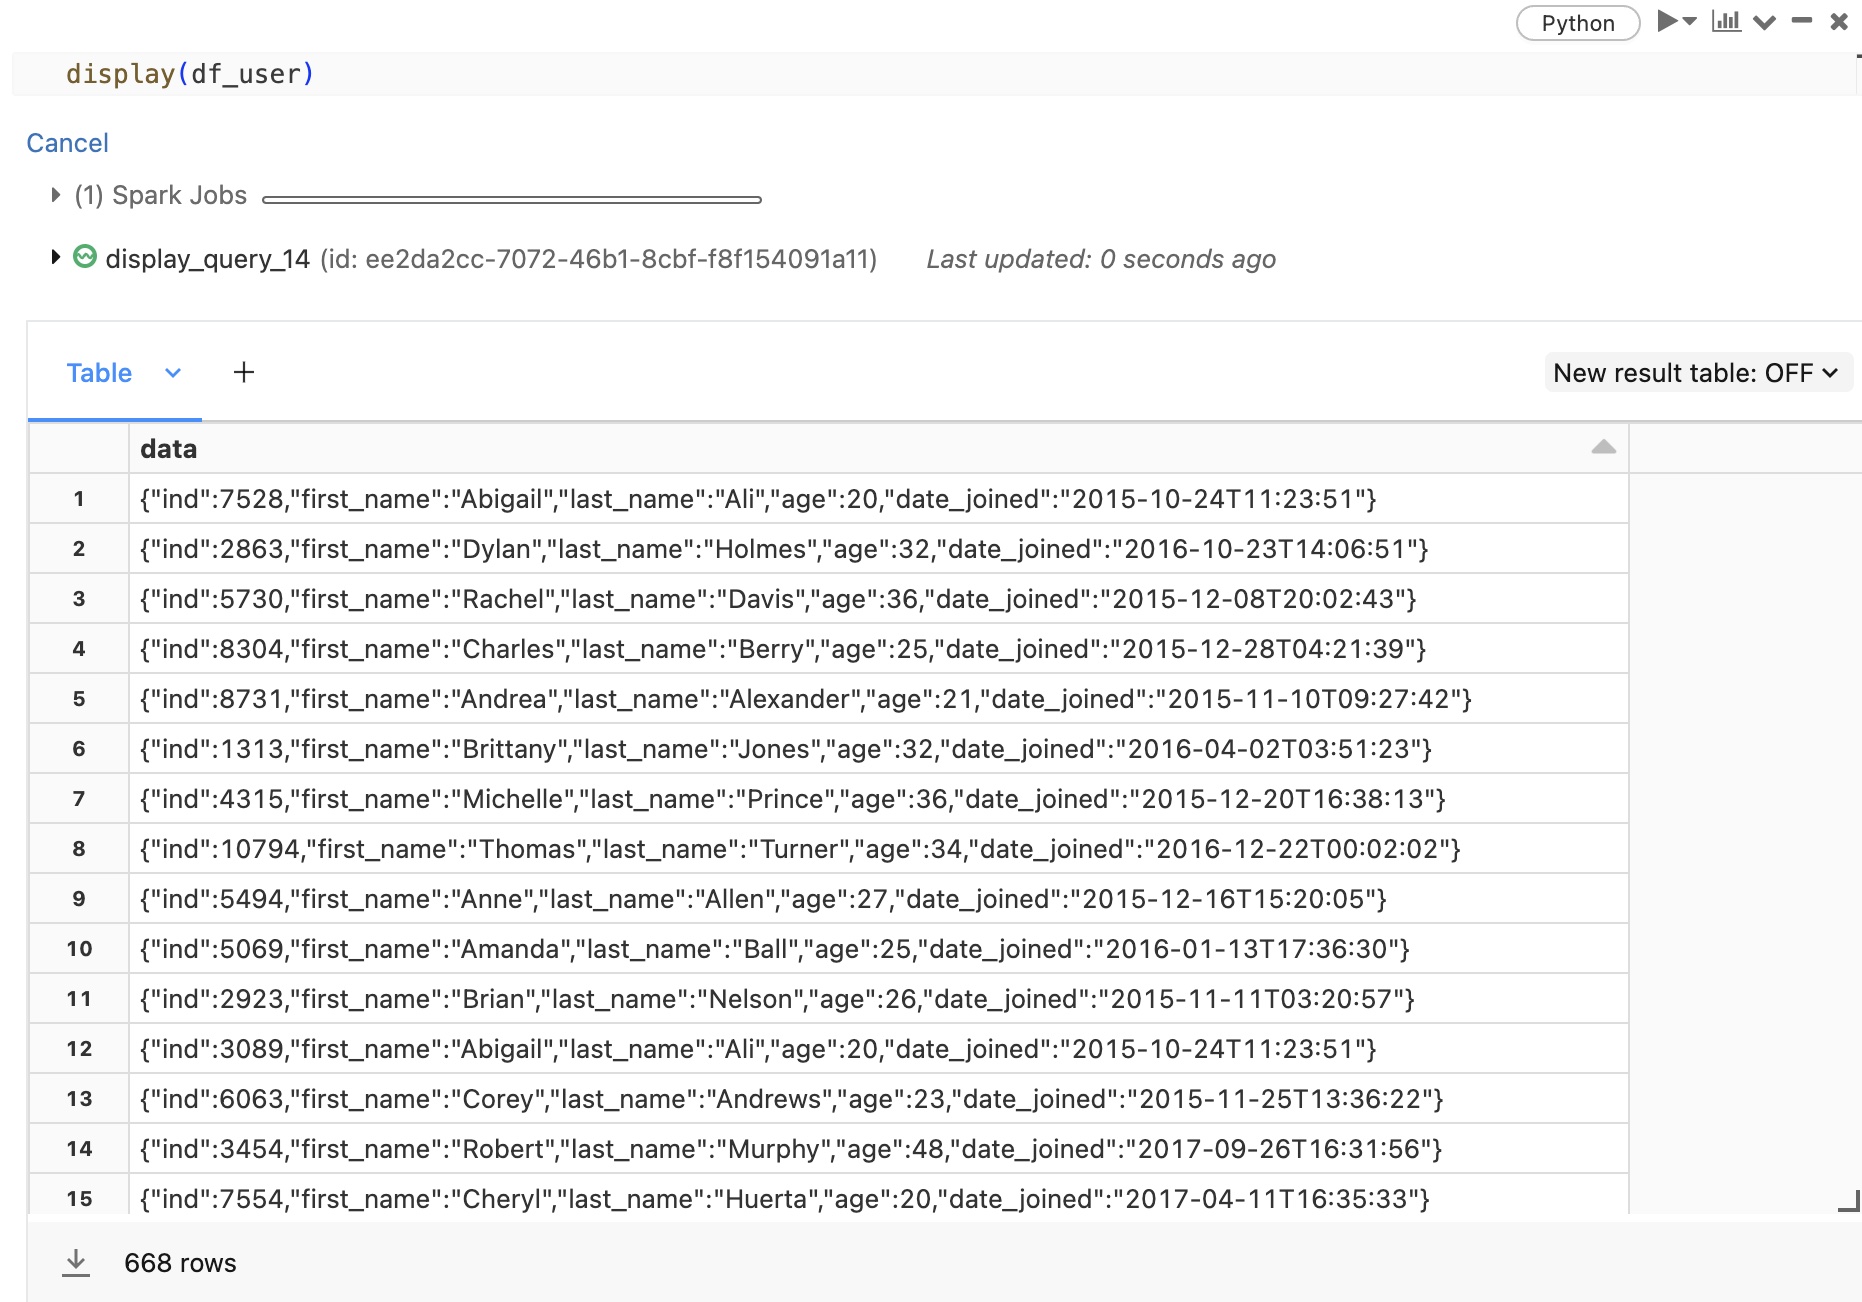 Python
display(df_user)
Cancel
(1) Spark Jobs
display_query_14 (id: ee2da2cc-7072-46b1-8cbf-f8f154091a11) Last updated: 0 seconds ago
Table + New result table: OFF
data
1 {"ind":7528,"first_name":"Abigail","last_name":"Ali","age":20,"date_joined":"2015-10-24T11:23:51"}
2 {"ind":2863,"first_name":"Dylan","last_name":"Holmes","age":32,"date_joined":"2016-10-23T14:06:51"}
3 {"ind":5730,"first_name":"Rachel","last_name":"Davis","age":36,"date_joined":"2015-12-08T20:02:43"}
4 {"ind":8304,"first_name":"Charles","last_name":"Berry","age":25,"date_joined":"2015-12-28T04:21:39"}
5 {"ind":8731,"first_name":"Andrea","last_name":"Alexander","age":21,"date_joined":"2015-11-10T09:27:42"}
6 {"ind":1313,"first_name":"Brittany","last_name":"Jones","age":32,"date_joined":"2016-04-02T03:51:23"}
7 {"ind":4315,"first_name":"Michelle","last_name":"Prince","age":36,"date_joined":"2015-12-20T16:38:13"}
8 {"ind":10794,"first_name":"Thomas","last_name":"Turner","age":34,"date_joined":"2016-12-22T00:02:02"}
9 {"ind":5494,"first_name":"Anne","last_name":"Allen","age":27,"date_joined":"2015-12-16T15:20:05"}
10 {"ind":5069,"first_name":"Amanda","last_name":"Ball","age":25,"date_joined":"2016-01-13T17:36:30"}
11 {"ind":2923,"first_name":"Brian","last_name":"Nelson","age":26,"date_joined":"2015-11-11T03:20:57"}
12 {"ind":3089,"first_name":"Abigail","last_name":"Ali","age":20,"date_joined":"2015-10-24T11:23:51"}
13 {"ind":6063,"first_name":"Corey","last_name":"Andrews","age":23,"date_joined":"2015-11-25T13:36:22"}
14 {"ind":3454,"first_name":"Robert","last_name":"Murphy","age":48,"date_joined":"2017-09-26T16:31:56"}
15 {"ind":7554,"first_name":"Cheryl","last_name":"Huerta","age":20,"date_joined":"2017-04-11T16:35:33"}
668 rows